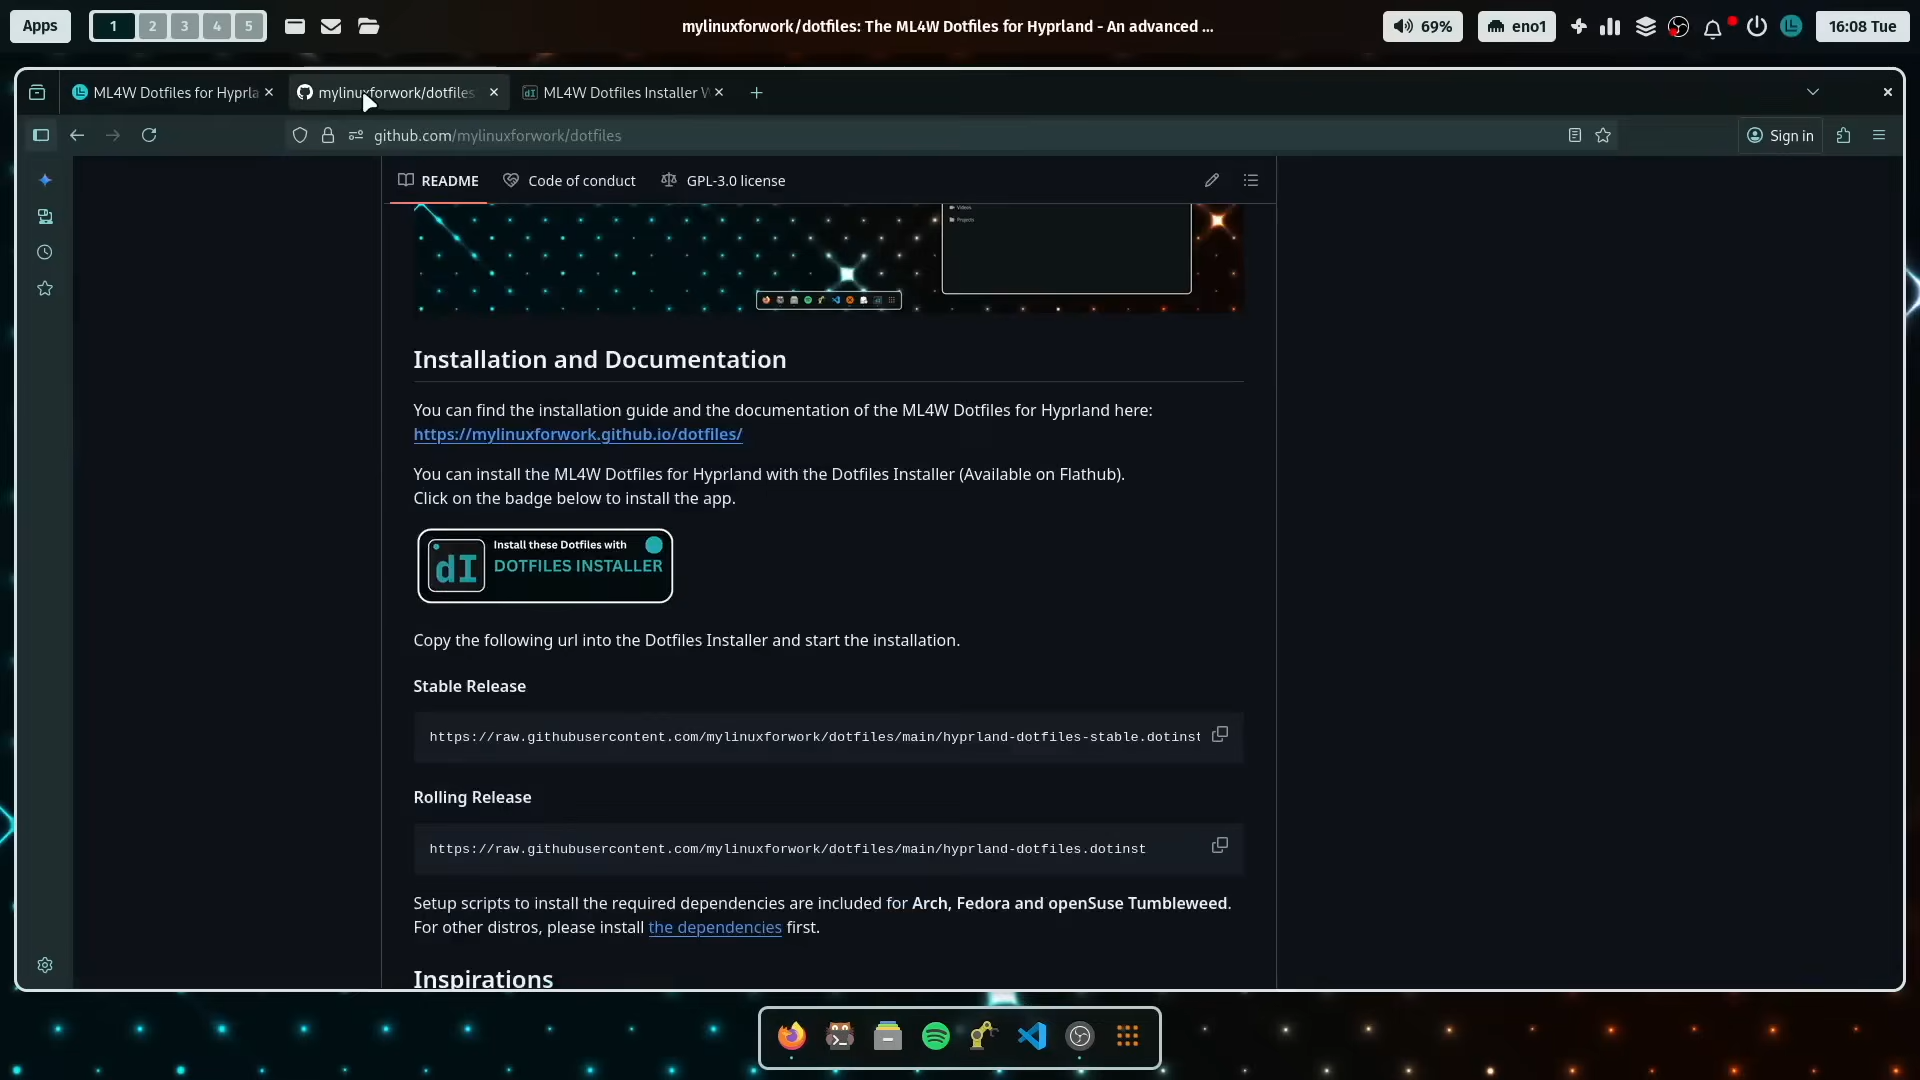 Apps
1 2 3 4 5
mylinuxforwork/dotfiles: The ML4W Dotfiles for Hyprland - An advanced ...
69%
eno1
16:08 Tue
ML4W Dotfiles for Hyprla
mylinuxforwork/dotfiles
ML4W Dotfiles Installer W
github.com/mylinuxforwork/dotfiles
Sign in
README
Code of conduct
GPL-3.0 license
Videos
Projects
Installation and Documentation
You can find the installation guide and the documentation of the ML4W Dotfiles for Hyprland here:
https://mylinuxforwork.github.io/dotfiles/
You can install the ML4W Dotfiles for Hyprland with the Dotfiles Installer (Available on Flathub).
Click on the badge below to install the app.
dI
Install these Dotfiles with
DOTFILES INSTALLER
Copy the following url into the Dotfiles Installer and start the installation.
Stable Release
https://raw.githubusercontent.com/mylinuxforwork/dotfiles/main/hyprland-dotfiles-stable.dotinst
Rolling Release
https://raw.githubusercontent.com/mylinuxforwork/dotfiles/main/hyprland-dotfiles.dotinst
Setup scripts to install the required dependencies are included for Arch, Fedora and openSuse Tumbleweed.
For other distros, please install the dependencies first.
Inspirations